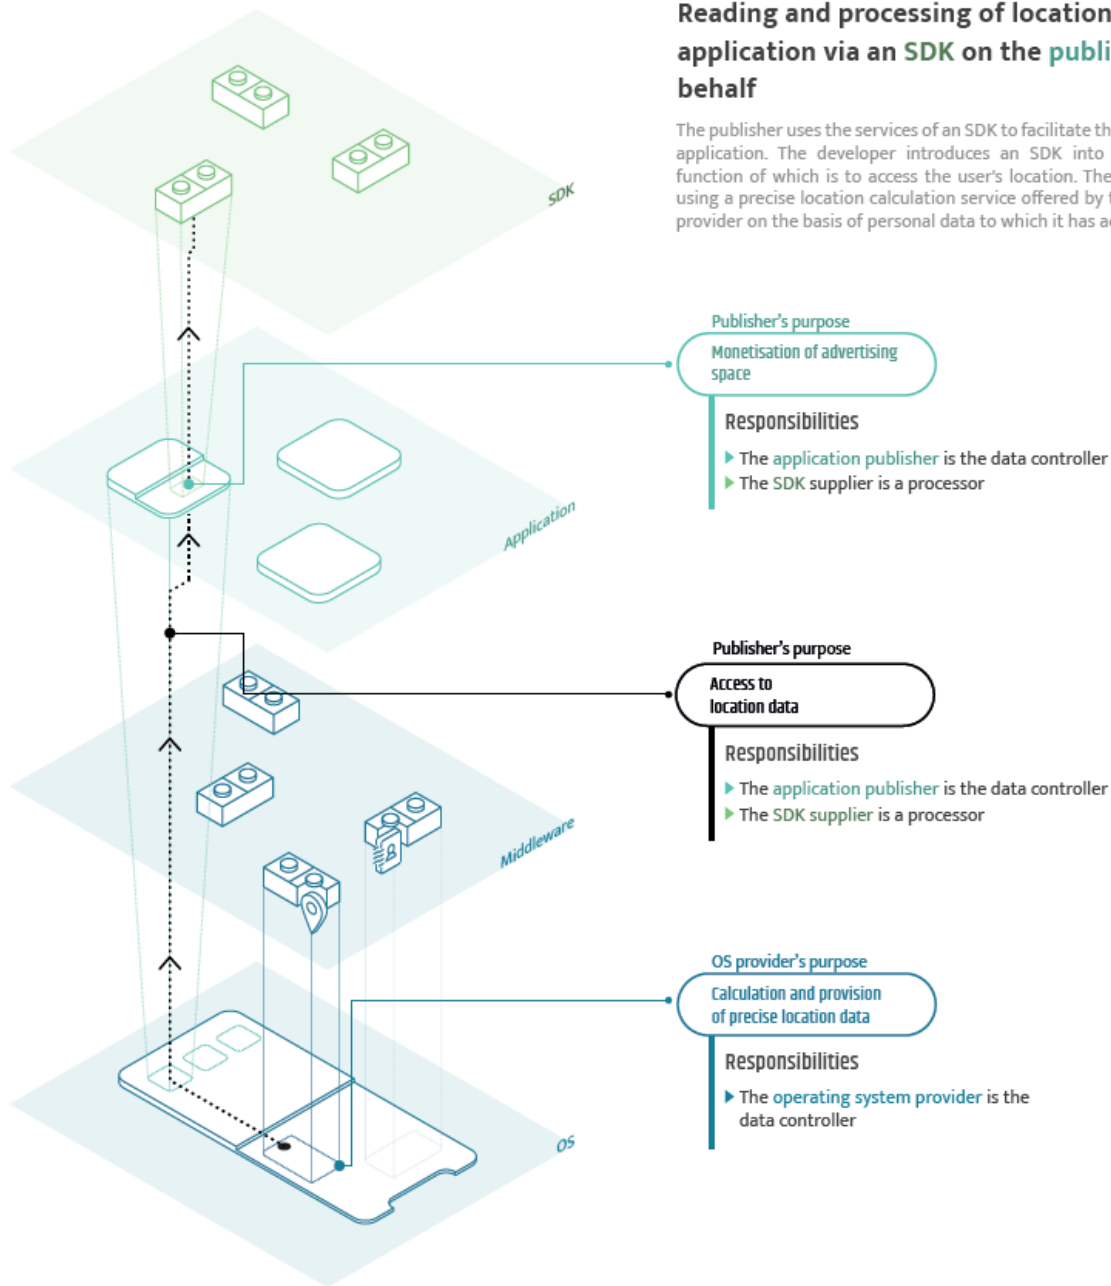 Reading and processing of location
application via an SDK on the publi
behalf
The publisher uses the services of an SDK to facilitate th
application. The developer introduces an SDK into
function of which is to access the user's location. The
using a precise location calculation service offered by t
provider on the basis of personal data to which it has a
SDK
Publisher's purpose
Monetisation of advertising
space
Responsibilities
The application publisher is the data controller
The SDK supplier is a processor
Application
Publisher's purpose
Access to
location data
Responsibilities
The application publisher is the data controller
The SDK supplier is a processor
Middleware
OS provider's purpose
Calculation and provision
of precise location data
Responsibilities
The operating system provider is the
data controller
OS